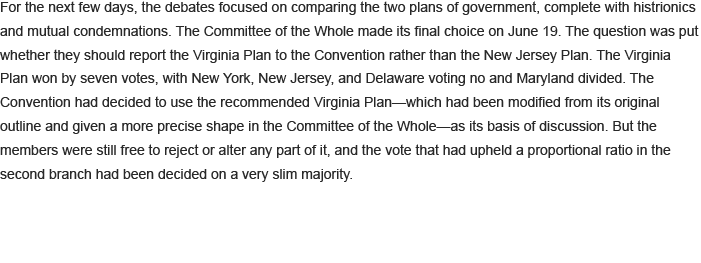 For the next few days, the debates focused on comparing the two plans of government, complete with histrionics
and mutual condemnations. The Committee of the Whole made its final choice on June 19. The question was put
whether they should report the Virginia Plan to the Convention rather than the New Jersey Plan. The Virginia
Plan won by seven votes, with New York, New Jersey, and Delaware voting no and Maryland divided. The
Convention had decided to use the recommended Virginia Plan—which had been modified from its original
outline and given a more precise shape in the Committee of the Whole—as its basis of discussion. But the
members were still free to reject or alter any part of it, and the vote that had upheld a proportional ratio in the
second branch had been decided on a very slim majority.